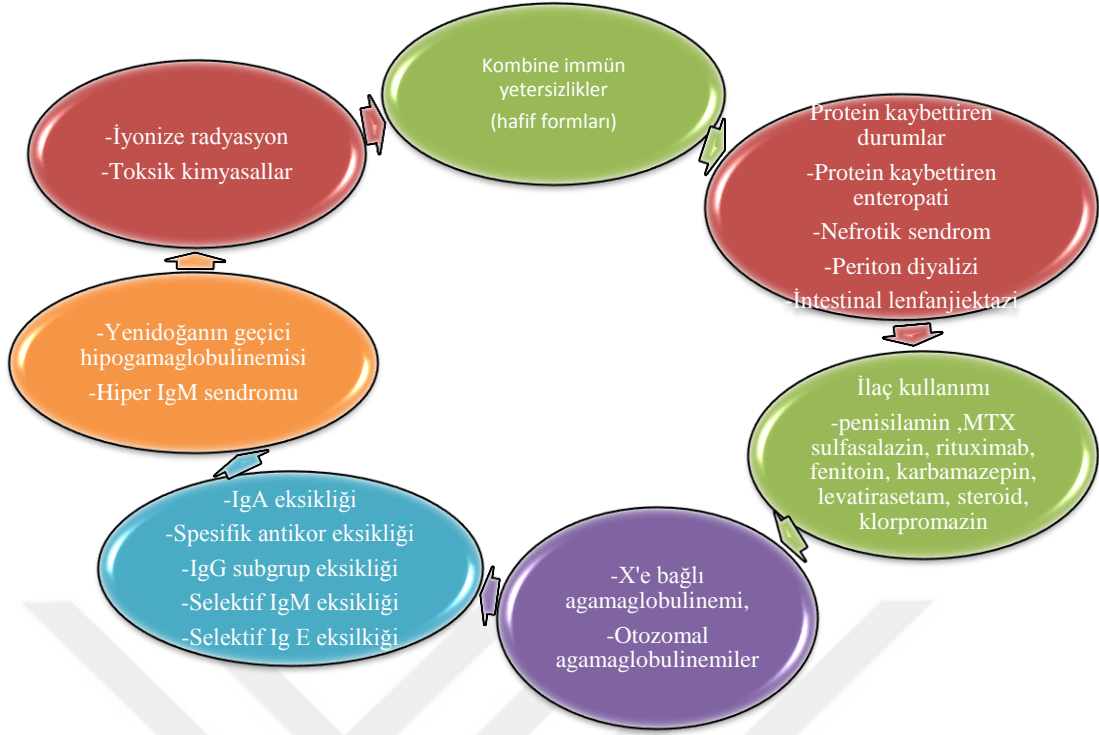 Kombine immün
yetersizlikler
(hafif formları)
Protein kaybettiren
durumlar
-Protein kaybettiren
enteropati
-Nefrotik sendrom
-Periton diyalizi
-İntestinal lenfanjiektazi
İlaç kullanımı
-penisilamin ,MTX
sulfasalazin, rituximab,
fenitoin, karbamazepin,
levatirasetam, steroid,
klorpromazin
-X'e bağlı
agamaglobulinemi,
-Otozomal
agamaglobulinemiler
-IgA eksikliği
-Spesifik antikor eksikliği
-IgG subgrup eksikliği
-Selektif IgM eksikliği
-Selektif Ig E eksilkiği
-Yenidoğanın geçici
hipogamaglobulinemisi
-Hiper IgM sendromu
-İyonize radyasyon
-Toksik kimyasallar